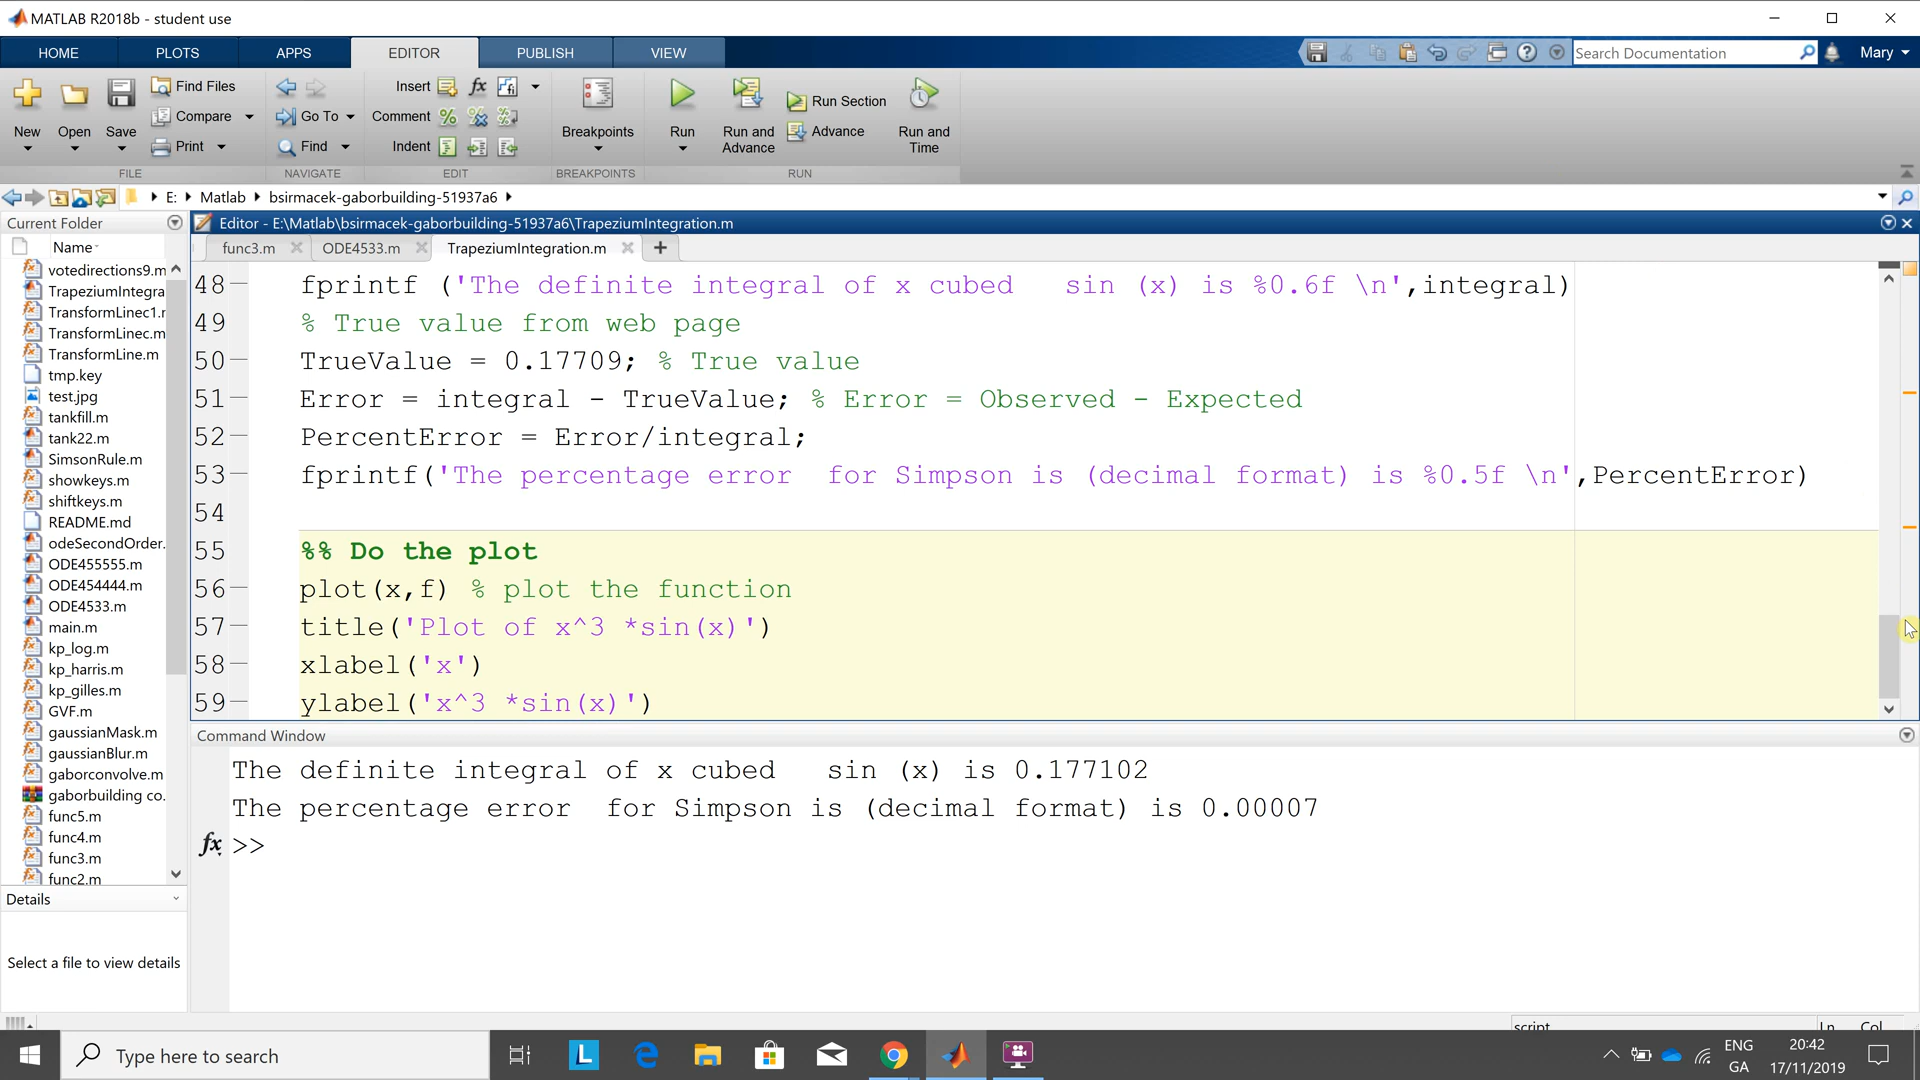 MATLAB R2018b - student use
HOME PLOTS APPS EDITOR PUBLISH VIEW
Search Documentation
Mary
New
Open
Save
Find Files
Compare
Print
FILE
Go To
Find
NAVIGATE
Insert fx
Comment
Indent
EDIT
Breakpoints
BREAKPOINTS
Run
Run and Advance
Run Section
Advance
Run and Time
RUN
E: Matlab bsirmacek-gaborbuilding-51937a6
Current Folder
Name
votedirections9.m
TrapeziumIntegra
TransformLinec1.r
TransformLinec.m
TransformLine.m
tmp.key
test.jpg
tankfill.m
tank22.m
SimsonRule.m
showkeys.m
shiftkeys.m
README.md
odeSecondOrder.
ODE455555.m
ODE454444.m
ODE4533.m
main.m
kp_log.m
kp_harris.m
kp_gilles.m
GVF.m
gaussianMask.m
gaussianBlur.m
gaborconvolve.m
gaborbuilding co.
func5.m
func4.m
func3.m
func2.m
Details
Select a file to view details
Editor - E:\Matlab\bsirmacek-gaborbuilding-51937a6\TrapeziumIntegration.m
func3.m ODE4533.m TrapeziumIntegration.m
48 fprintf ('The definite integral of x cubed   sin (x) is %0.6f \n',integral)
49 % True value from web page
50 TrueValue = 0.17709; % True value
51 Error = integral - TrueValue; % Error = Observed - Expected
52 PercentError = Error/integral;
53 fprintf('The percentage error  for Simpson is (decimal format) is %0.5f \n',PercentError)
54
55 %% Do the plot
56 plot(x,f) % plot the function
57 title('Plot of x^3 *sin(x)')
58 xlabel('x')
59 ylabel('x^3 *sin(x)')
Command Window
The definite integral of x cubed   sin (x) is 0.177102
The percentage error  for Simpson is (decimal format) is 0.00007
fx >>
script Ln Col
Type here to search
L
ENG
GA
20:42
17/11/2019